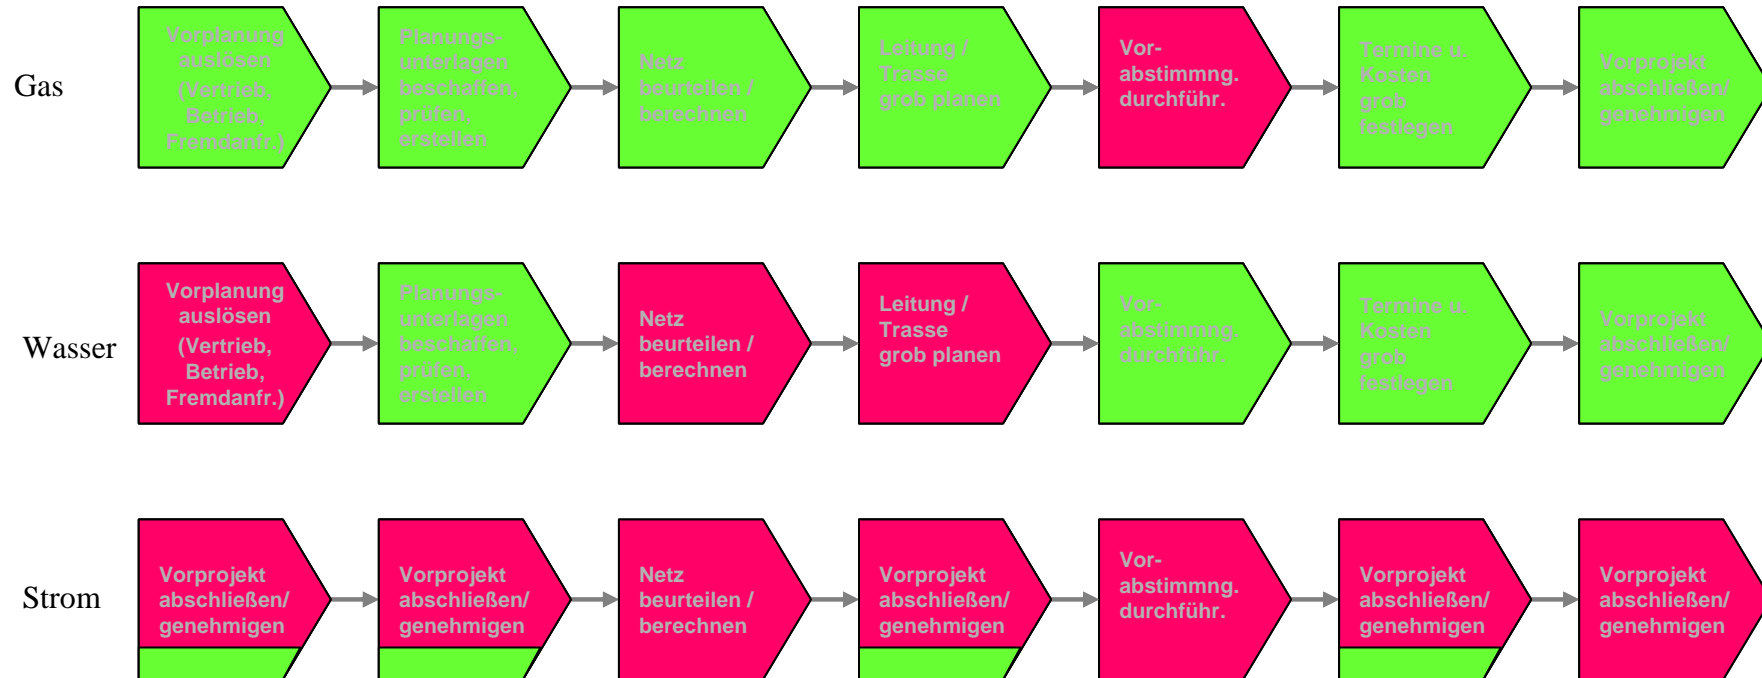 Gas
Vorplanung
auslösen
(Vertrieb,
Betrieb,
Fremdanfr.)
Planungs-
unterlagen
beschaffen,
prüfen,
erstellen
Netz
beurteilen /
berechnen
Leitung /
Trasse
grob planen
Vor-
abstimmng.
durchführ.
Termine u.
Kosten
grob
festlegen
Vorprojekt
abschließen/
genehmigen
Wasser
Vorplanung
auslösen
(Vertrieb,
Betrieb,
Fremdanfr.)
Planungs-
unterlagen
beschaffen,
prüfen,
erstellen
Netz
beurteilen /
berechnen
Leitung /
Trasse
grob planen
Vor-
abstimmng.
durchführ.
Termine u.
Kosten
grob
festlegen
Vorprojekt
abschließen/
genehmigen
Strom
Vorprojekt
abschließen/
genehmigen
Vorprojekt
abschließen/
genehmigen
Netz
beurteilen /
berechnen
Vorprojekt
abschließen/
genehmigen
Vor-
abstimmng.
durchführ.
Vorprojekt
abschließen/
genehmigen
Vorprojekt
abschließen/
genehmigen